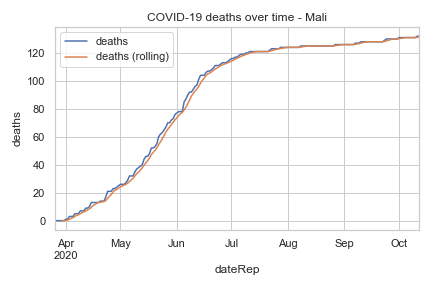 COVID-19 deaths over time - Mali
deaths
deaths (rolling)
deaths
120
100
80
60
40
20
0
Apr
2020
May
Jun
Jul
Aug
Sep
Oct
dateRep